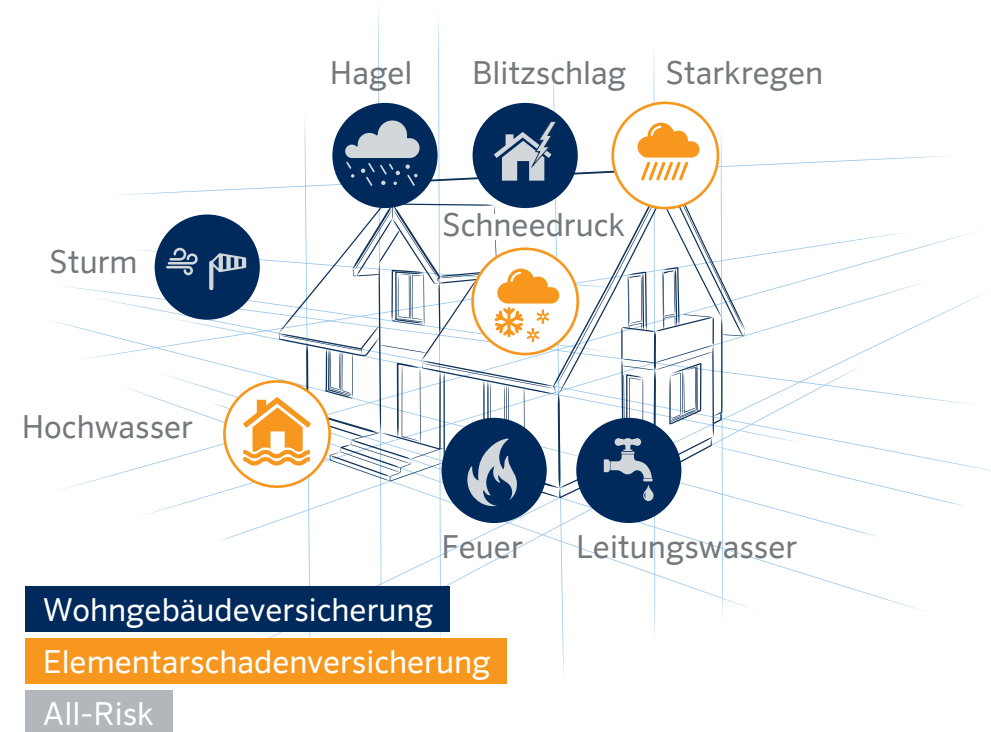 Hagel
Blitzschlag
Starkregen
Schneedruck
Sturm
Hochwasser
Feuer
Leitungswasser
Wohngebäudeversicherung
Elementarschadenversicherung
All-Risk